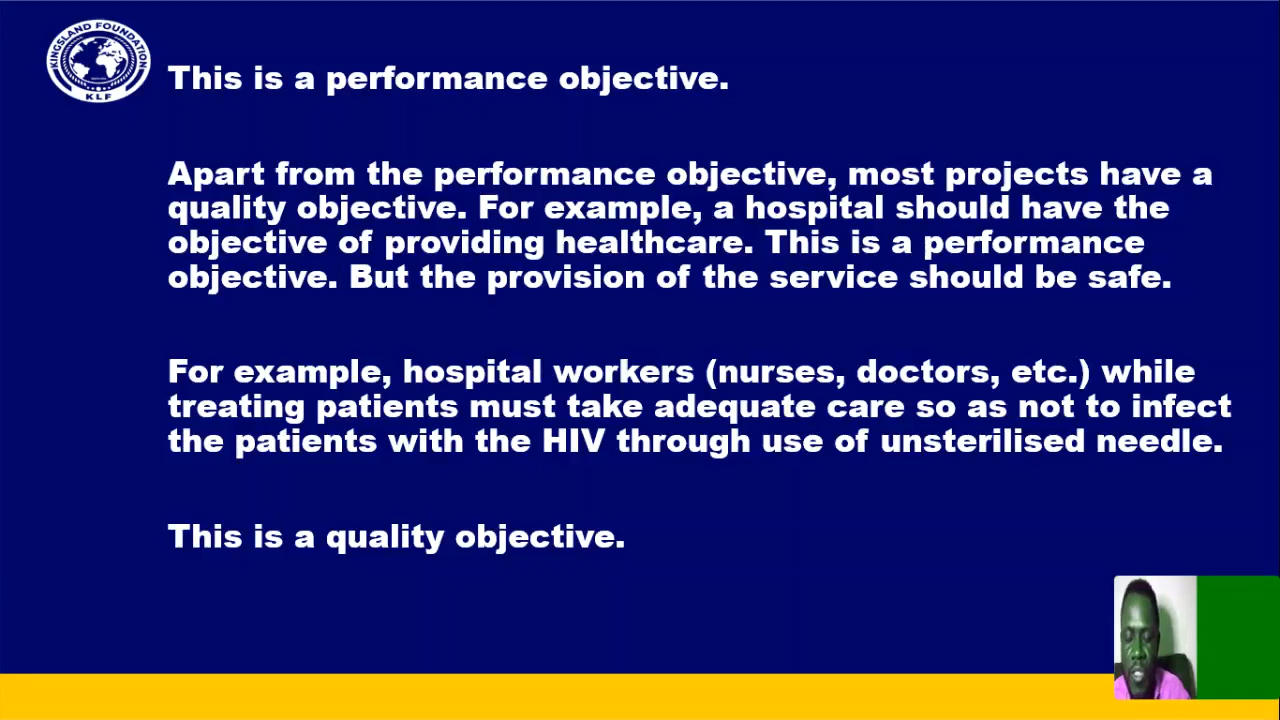 KINGSLAND FOUNDATION
KLF
This is a performance objective.
Apart from the performance objective, most projects have a
quality objective. For example, a hospital should have the
objective of providing healthcare. This is a performance
objective. But the provision of the service should be safe.
For example, hospital workers (nurses, doctors, etc.) while
treating patients must take adequate care so as not to infect
the patients with the HIV through use of unsterilised needle.
This is a quality objective.